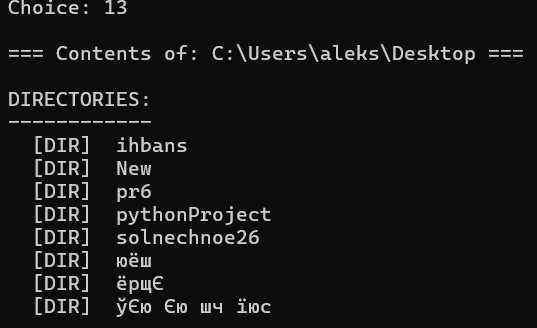 Choice: 13
=== Contents of: C:\Users\aleks\Desktop ===
DIRECTORIES:
------------
[DIR] ihbans
[DIR] New
[DIR] pr6
[DIR] pythonProject
[DIR] solnechnoe26
[DIR] юёш
[DIR] ёрщЄ
[DIR] ўЄю Єю шч їюс